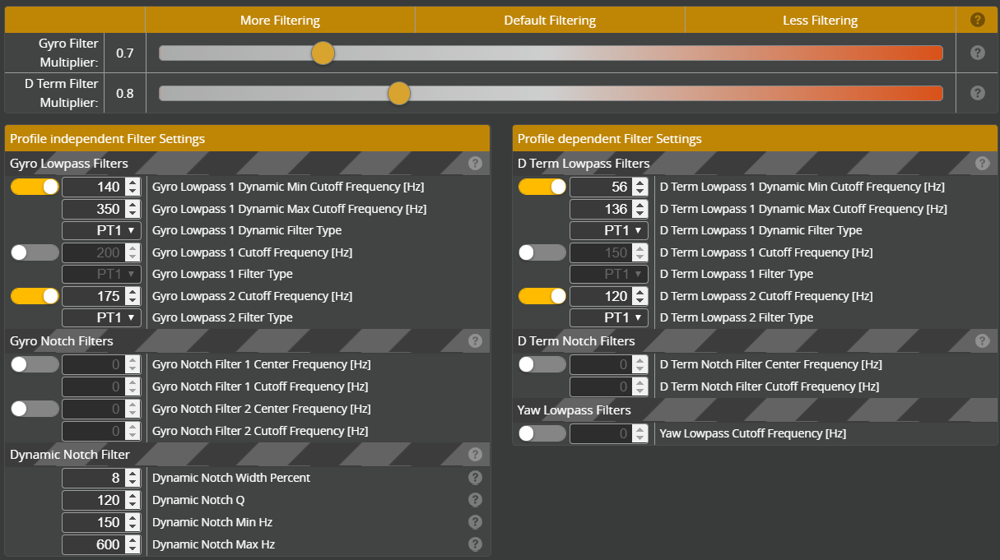 More Filtering Default Filtering Less Filtering ?
Gyro Filter
Multiplier: 0.7 ?
D Term Filter
Multiplier: 0.8 ?
Profile independent Filter Settings
Gyro Lowpass Filters ?
140 Gyro Lowpass 1 Dynamic Min Cutoff Frequency [Hz]
350 Gyro Lowpass 1 Dynamic Max Cutoff Frequency [Hz]
PT1 Gyro Lowpass 1 Dynamic Filter Type
200 Gyro Lowpass 1 Cutoff Frequency [Hz]
PT1 Gyro Lowpass 1 Filter Type
175 Gyro Lowpass 2 Cutoff Frequency [Hz]
PT1 Gyro Lowpass 2 Filter Type
Gyro Notch Filters ?
0 Gyro Notch Filter 1 Center Frequency [Hz]
0 Gyro Notch Filter 1 Cutoff Frequency [Hz]
0 Gyro Notch Filter 2 Center Frequency [Hz]
0 Gyro Notch Filter 2 Cutoff Frequency [Hz]
Dynamic Notch Filter ?
8 Dynamic Notch Width Percent ?
120 Dynamic Notch Q ?
150 Dynamic Notch Min Hz ?
600 Dynamic Notch Max Hz ?
Profile dependent Filter Settings
D Term Lowpass Filters ?
56 D Term Lowpass 1 Dynamic Min Cutoff Frequency [Hz]
136 D Term Lowpass 1 Dynamic Max Cutoff Frequency [Hz]
PT1 D Term Lowpass 1 Dynamic Filter Type
150 D Term Lowpass 1 Cutoff Frequency [Hz]
PT1 D Term Lowpass 1 Filter Type
120 D Term Lowpass 2 Cutoff Frequency [Hz]
PT1 D Term Lowpass 2 Filter Type
D Term Notch Filters ?
0 D Term Notch Filter Center Frequency [Hz]
0 D Term Notch Filter Cutoff Frequency [Hz]
Yaw Lowpass Filters
0 Yaw Lowpass Cutoff Frequency [Hz]